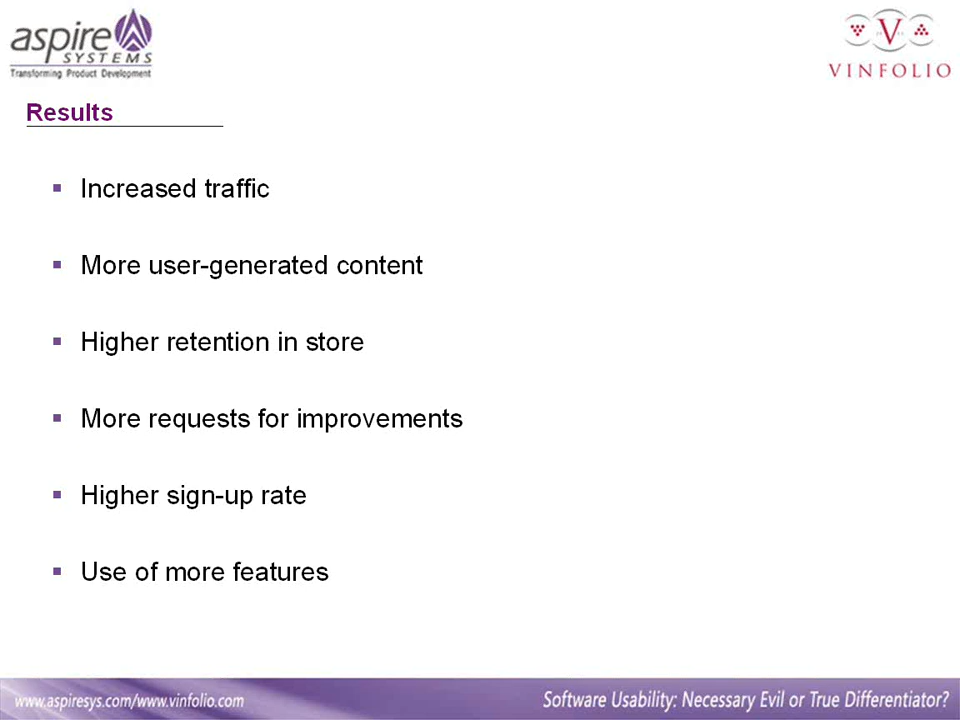 aspire
SYSTEMS
Transforming Product Development
V
VINFOLIO
Results
Increased traffic
More user-generated content
Higher retention in store
More requests for improvements
Higher sign-up rate
Use of more features
www.aspiresys.com/www.vinfolio.com
Software Usability: Necessary Evil or True Differentiator?